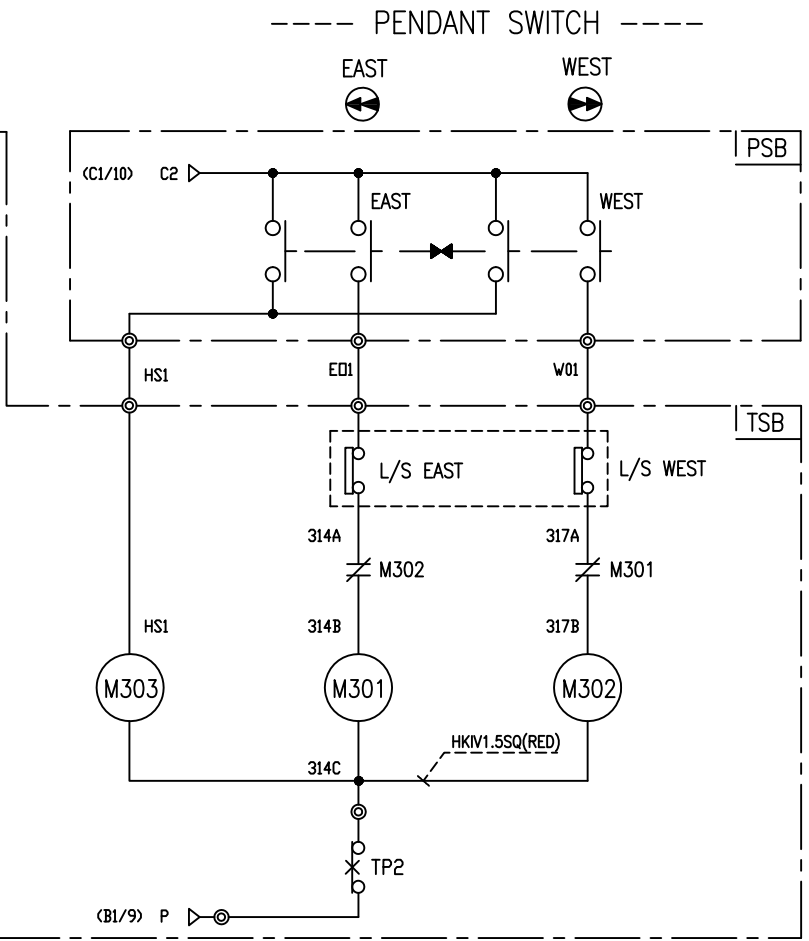 PENDANT SWITCH
EAST
WEST
PSB
(C1/10) C2
EAST
WEST
HS1
E01
W01
TSB
L/S EAST
L/S WEST
314A
317A
M302
M301
HS1
314B
317B
M303
M301
M302
HKIV1.5SQ(RED)
314C
TP2
(B1/9) P